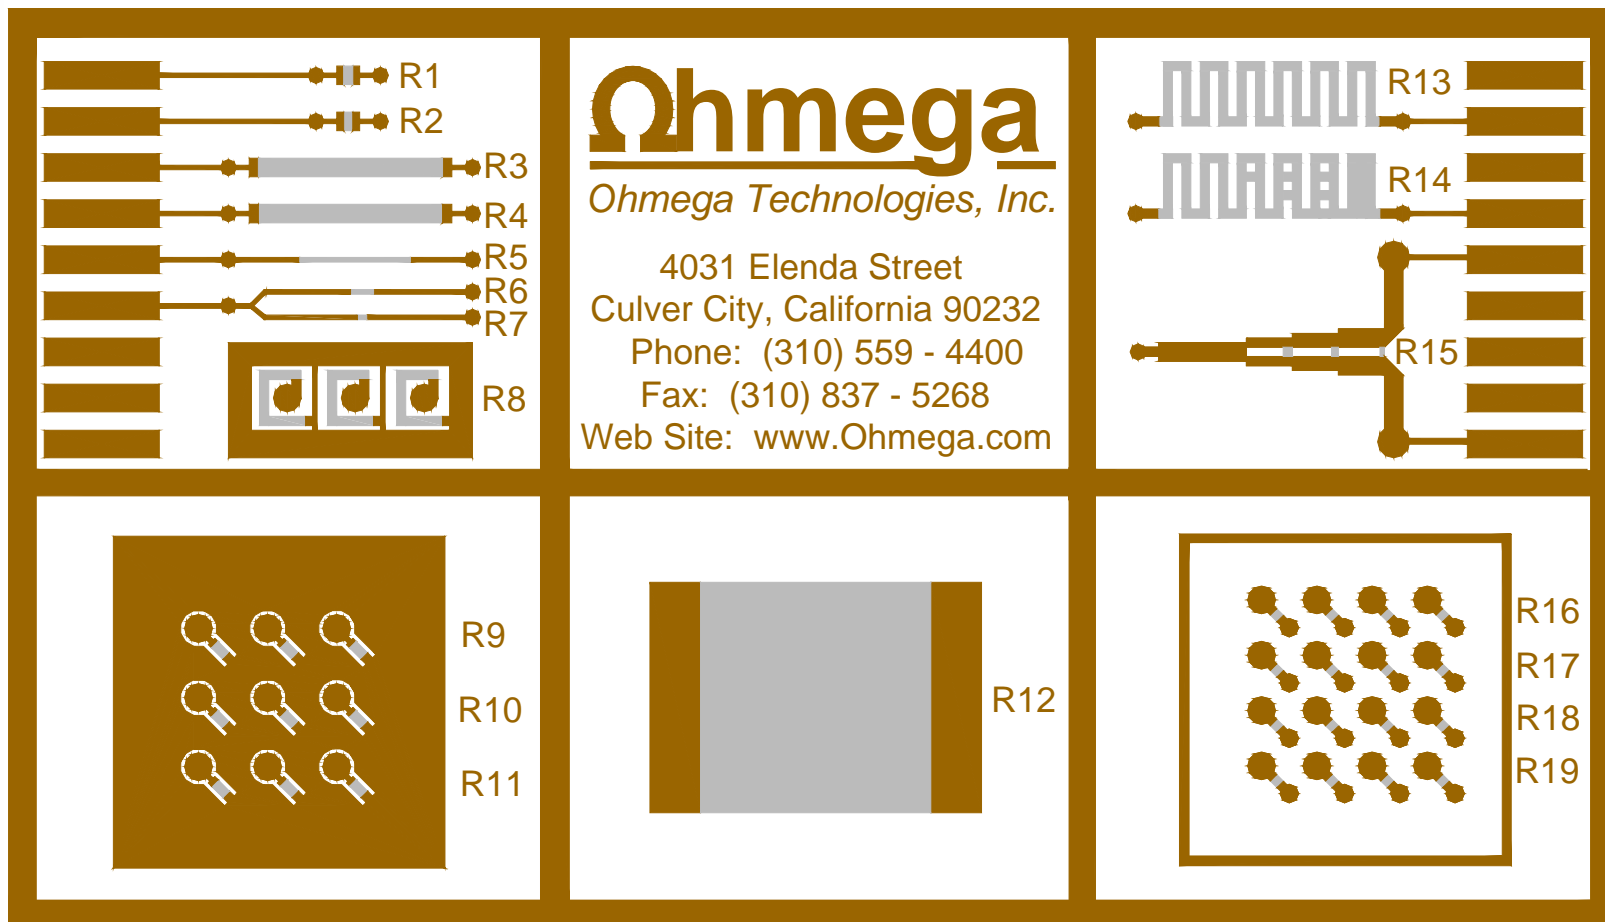 R1
R2
R3
R4
R5
R6
R7
R8
Ωhmega
Ohmega Technologies, Inc.
4031 Elenda Street
Culver City, California 90232
Phone: (310) 559 - 4400
Fax: (310) 837 - 5268
Web Site: www.Ohmega.com
R13
R14
R15
R9
R10
R11
R12
R16
R17
R18
R19